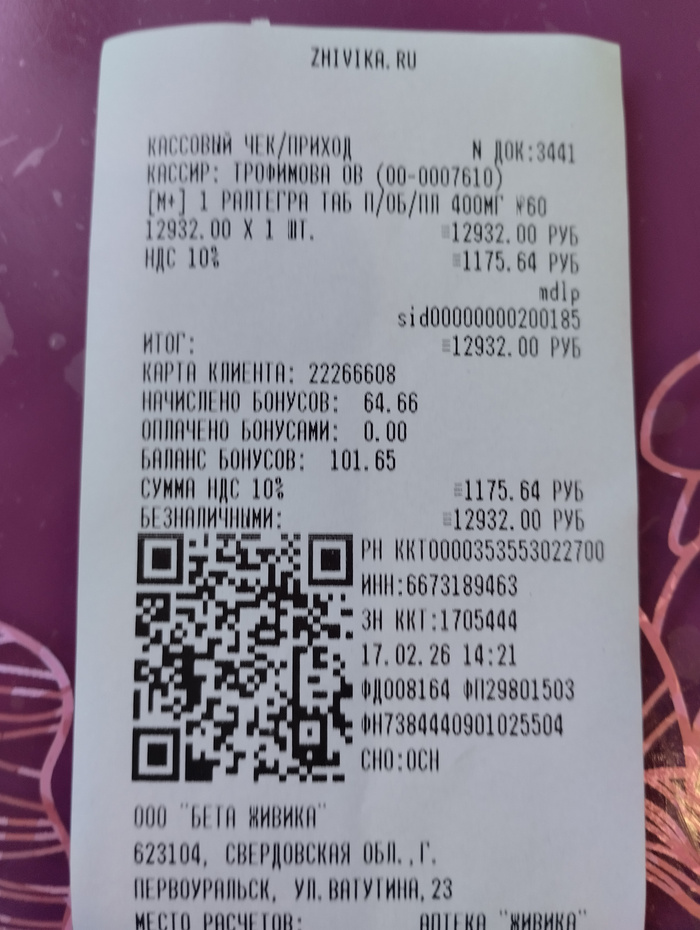 ZHIVIKA.RU
КАССОВЫЙ ЧЕК/ПРИХОД N ДОК:3441
КАССИР: ТРОФИМОВА ОВ (00-0007610)
[М+] 1 РАПТЕГРА ТАБ П/ОБ/ПЛ 400МГ №60
12932.00 X 1 ШТ. =12932.00 РУБ
НДС 10% =1175.64 РУБ
mdlp
sid00000000200185
ИТОГ: =12932.00 РУБ
КАРТА КЛИЕНТА: 22266608
НАЧИСЛЕНО БОНУСОВ: 64.66
ОПЛАЧЕНО БОНУСАМИ: 0.00
БАЛАНС БОНУСОВ: 101.65
СУММА НДС 10% =1175.64 РУБ
БЕЗНАЛИЧНЫМИ: =12932.00 РУБ
РН ККТ0000353553022700
ИНН:6673189463
ЗН ККТ:1705444
17.02.26 14:21
ФД008164 ФП29801503
ФН7384440901025504
СНО:ОСН
ООО "БЕТА ЖИВИКА"
623104, СВЕРДОВСКАЯ ОБЛ.,Г.
ПЕРВОУРАЛЬСК, УЛ.ВАТУТИНА,23
МЕСТО РАСЧЕТОВ: АПТЕКА "ЖИВИКА"